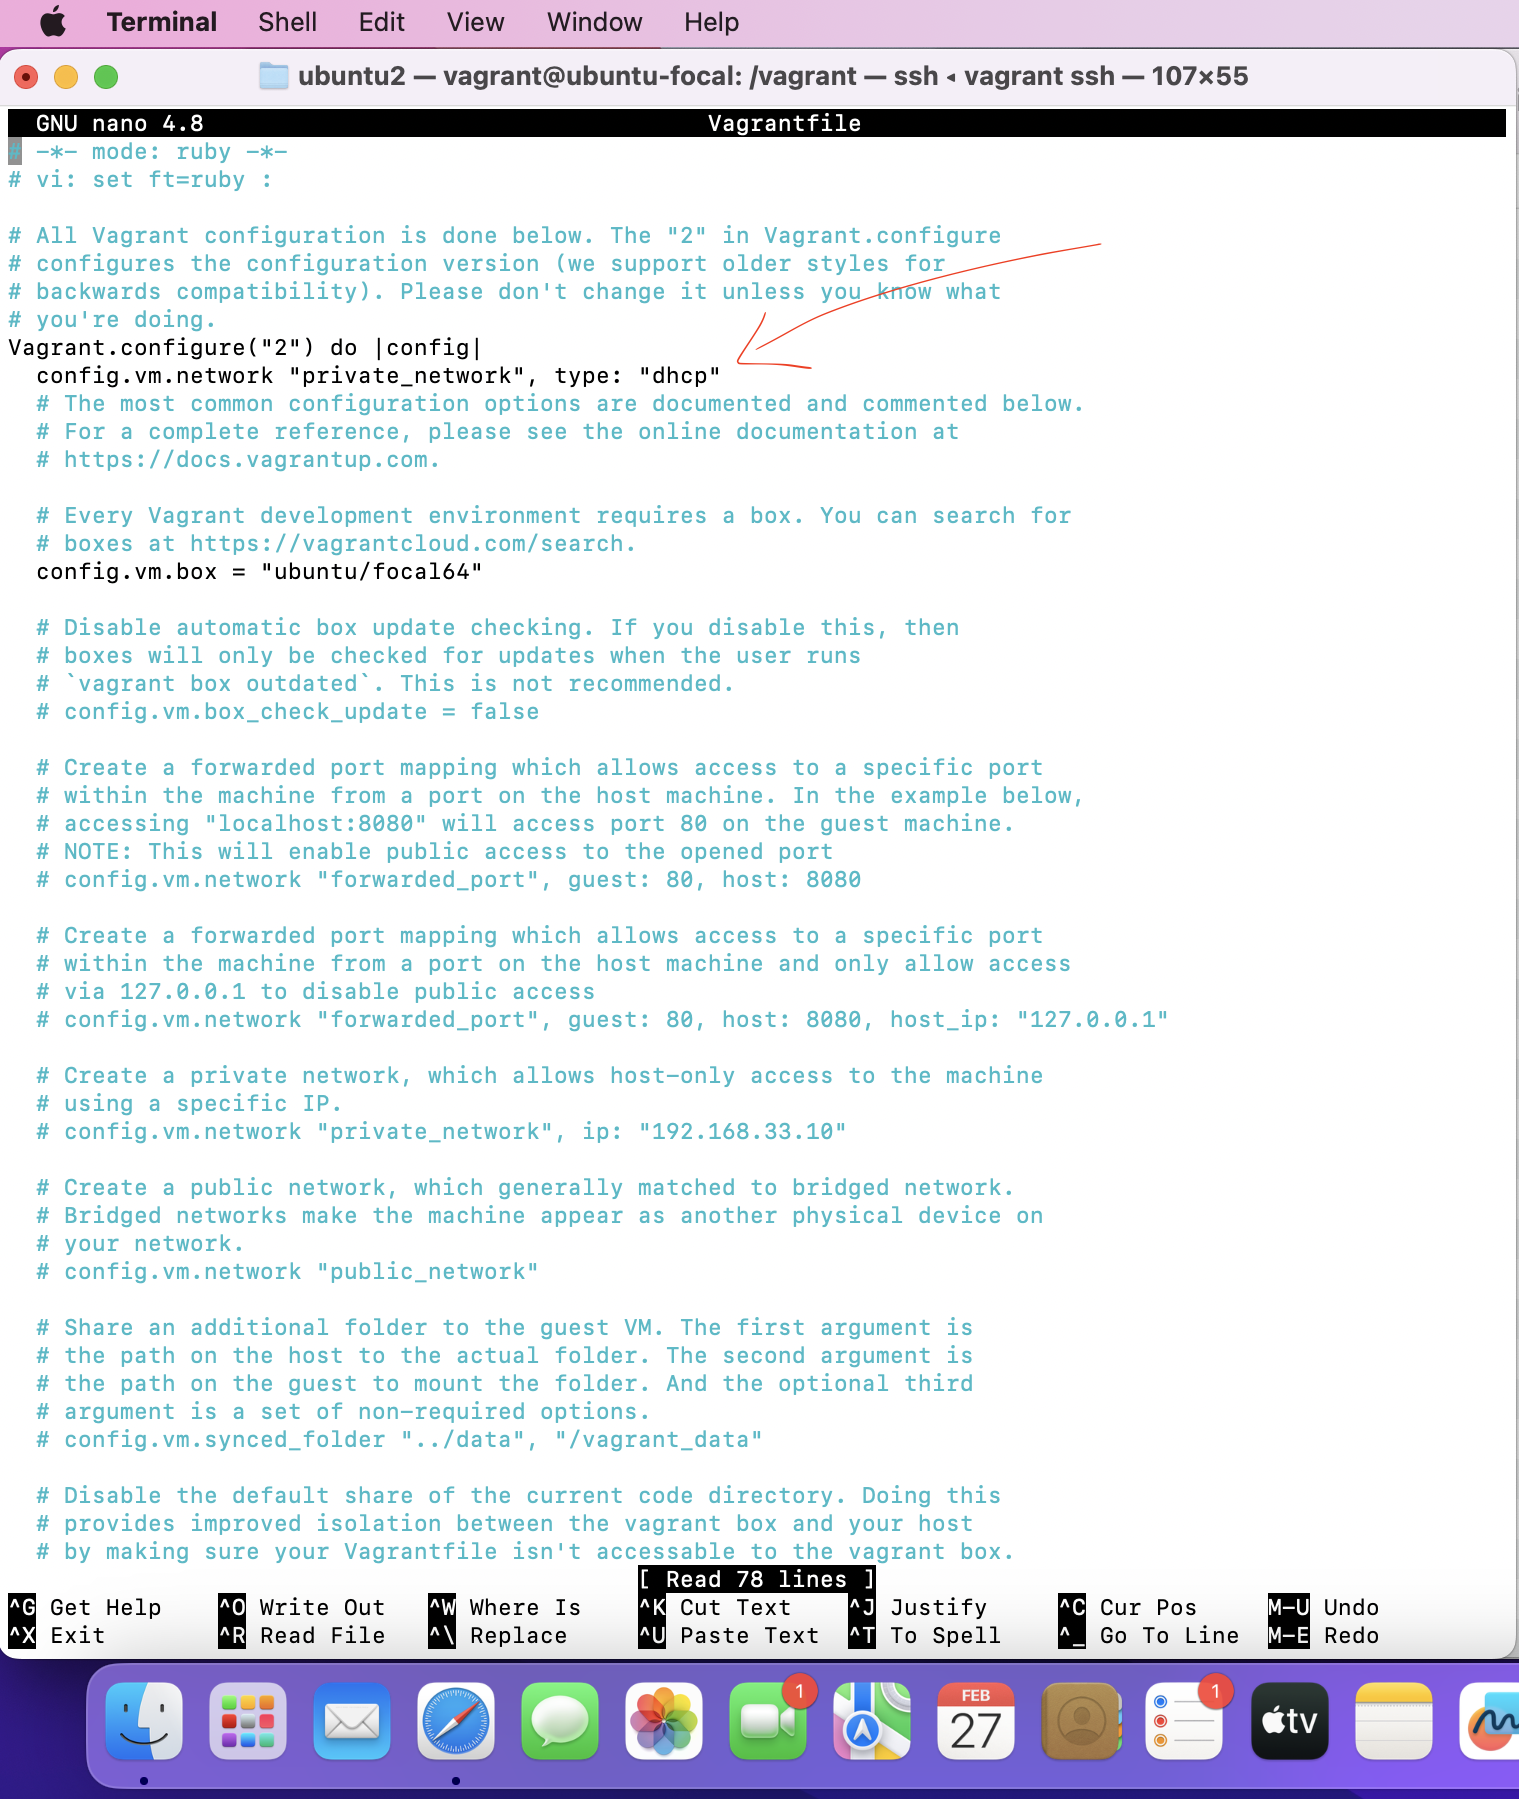 Terminal Shell Edit View Window Help
ubuntu2 — vagrant@ubuntu-focal: /vagrant — ssh ◂ vagrant ssh — 107×55
GNU nano 4.8 Vagrantfile
# -*- mode: ruby -*-
# vi: set ft=ruby :
# All Vagrant configuration is done below. The "2" in Vagrant.configure
# configures the configuration version (we support older styles for
# backwards compatibility). Please don't change it unless you know what
# you're doing.
Vagrant.configure("2") do |config|
  config.vm.network "private_network", type: "dhcp"
  # The most common configuration options are documented and commented below.
  # For a complete reference, please see the online documentation at
  # https://docs.vagrantup.com.
  # Every Vagrant development environment requires a box. You can search for
  # boxes at https://vagrantcloud.com/search.
  config.vm.box = "ubuntu/focal64"
  # Disable automatic box update checking. If you disable this, then
  # boxes will only be checked for updates when the user runs
  # `vagrant box outdated`. This is not recommended.
  # config.vm.box_check_update = false
  # Create a forwarded port mapping which allows access to a specific port
  # within the machine from a port on the host machine. In the example below,
  # accessing "localhost:8080" will access port 80 on the guest machine.
  # NOTE: This will enable public access to the opened port
  # config.vm.network "forwarded_port", guest: 80, host: 8080
  # Create a forwarded port mapping which allows access to a specific port
  # within the machine from a port on the host machine and only allow access
  # via 127.0.0.1 to disable public access
  # config.vm.network "forwarded_port", guest: 80, host: 8080, host_ip: "127.0.0.1"
  # Create a private network, which allows host-only access to the machine
  # using a specific IP.
  # config.vm.network "private_network", ip: "192.168.33.10"
  # Create a public network, which generally matched to bridged network.
  # Bridged networks make the machine appear as another physical device on
  # your network.
  # config.vm.network "public_network"
  # Share an additional folder to the guest VM. The first argument is
  # the path on the host to the actual folder. The second argument is
  # the path on the guest to mount the folder. And the optional third
  # argument is a set of non-required options.
  # config.vm.synced_folder "../data", "/vagrant_data"
  # Disable the default share of the current code directory. Doing this
  # provides improved isolation between the vagrant box and your host
  # by making sure your Vagrantfile isn't accessable to the vagrant box.
[ Read 78 lines ]
^G Get Help ^O Write Out ^W Where Is ^K Cut Text ^J Justify ^C Cur Pos M-U Undo
^X Exit ^R Read File ^\ Replace ^U Paste Text ^T To Spell ^_ Go To Line M-E Redo
1
FEB
27
1
tv